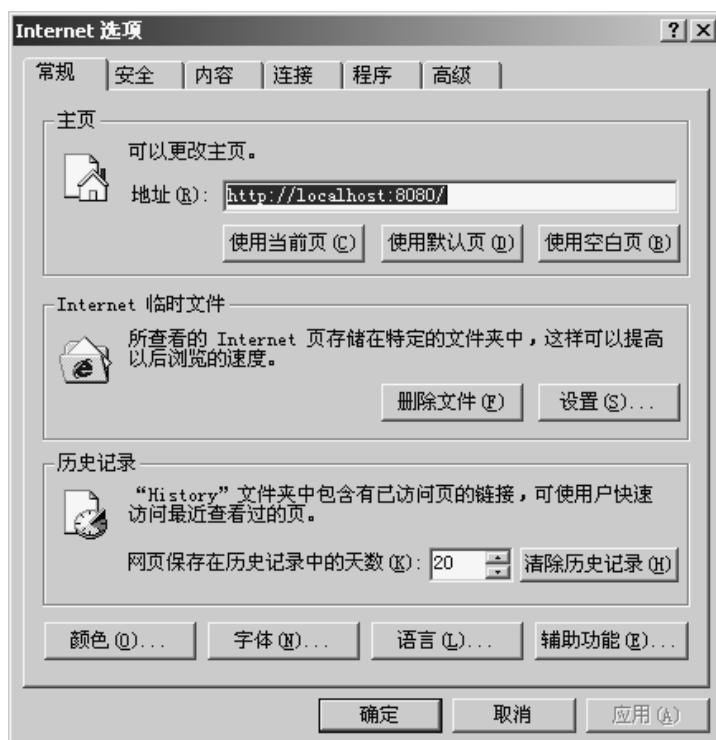 Internet 选项
常规 安全 内容 连接 程序 高级
主页
可以更改主页。
地址(R): http://localhost:8080/
使用当前页(C) 使用默认页(D) 使用空白页(B)
Internet 临时文件
所查看的 Internet 页存储在特定的文件夹中，这样可以提高
以后浏览的速度。
删除文件(F) 设置(S)...
历史记录
“History”文件夹中包含有已访问页的链接，可使用户快速
访问最近查看过的页。
网页保存在历史记录中的天数(K): 20 清除历史记录(H)
颜色(O)... 字体(N)... 语言(L)... 辅助功能(E)...
确定 取消 应用(A)